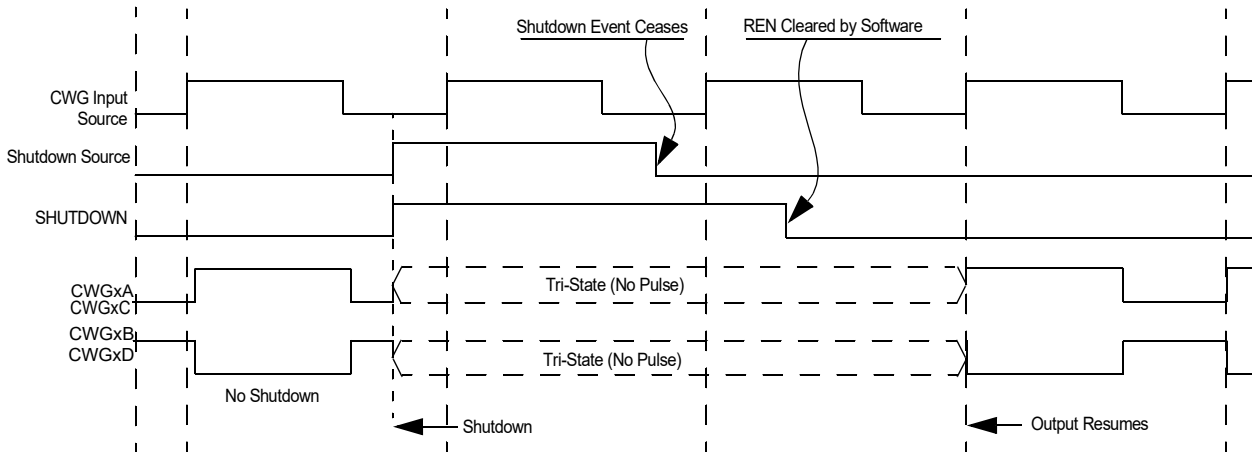 Shutdown Event Ceases
REN Cleared by Software
CWG Input
Source
Shutdown Source
SHUTDOWN
CWGxA
CWGxC
Tri-State (No Pulse)
CWGxB
CWGxD
Tri-State (No Pulse)
No Shutdown
Shutdown
Output Resumes